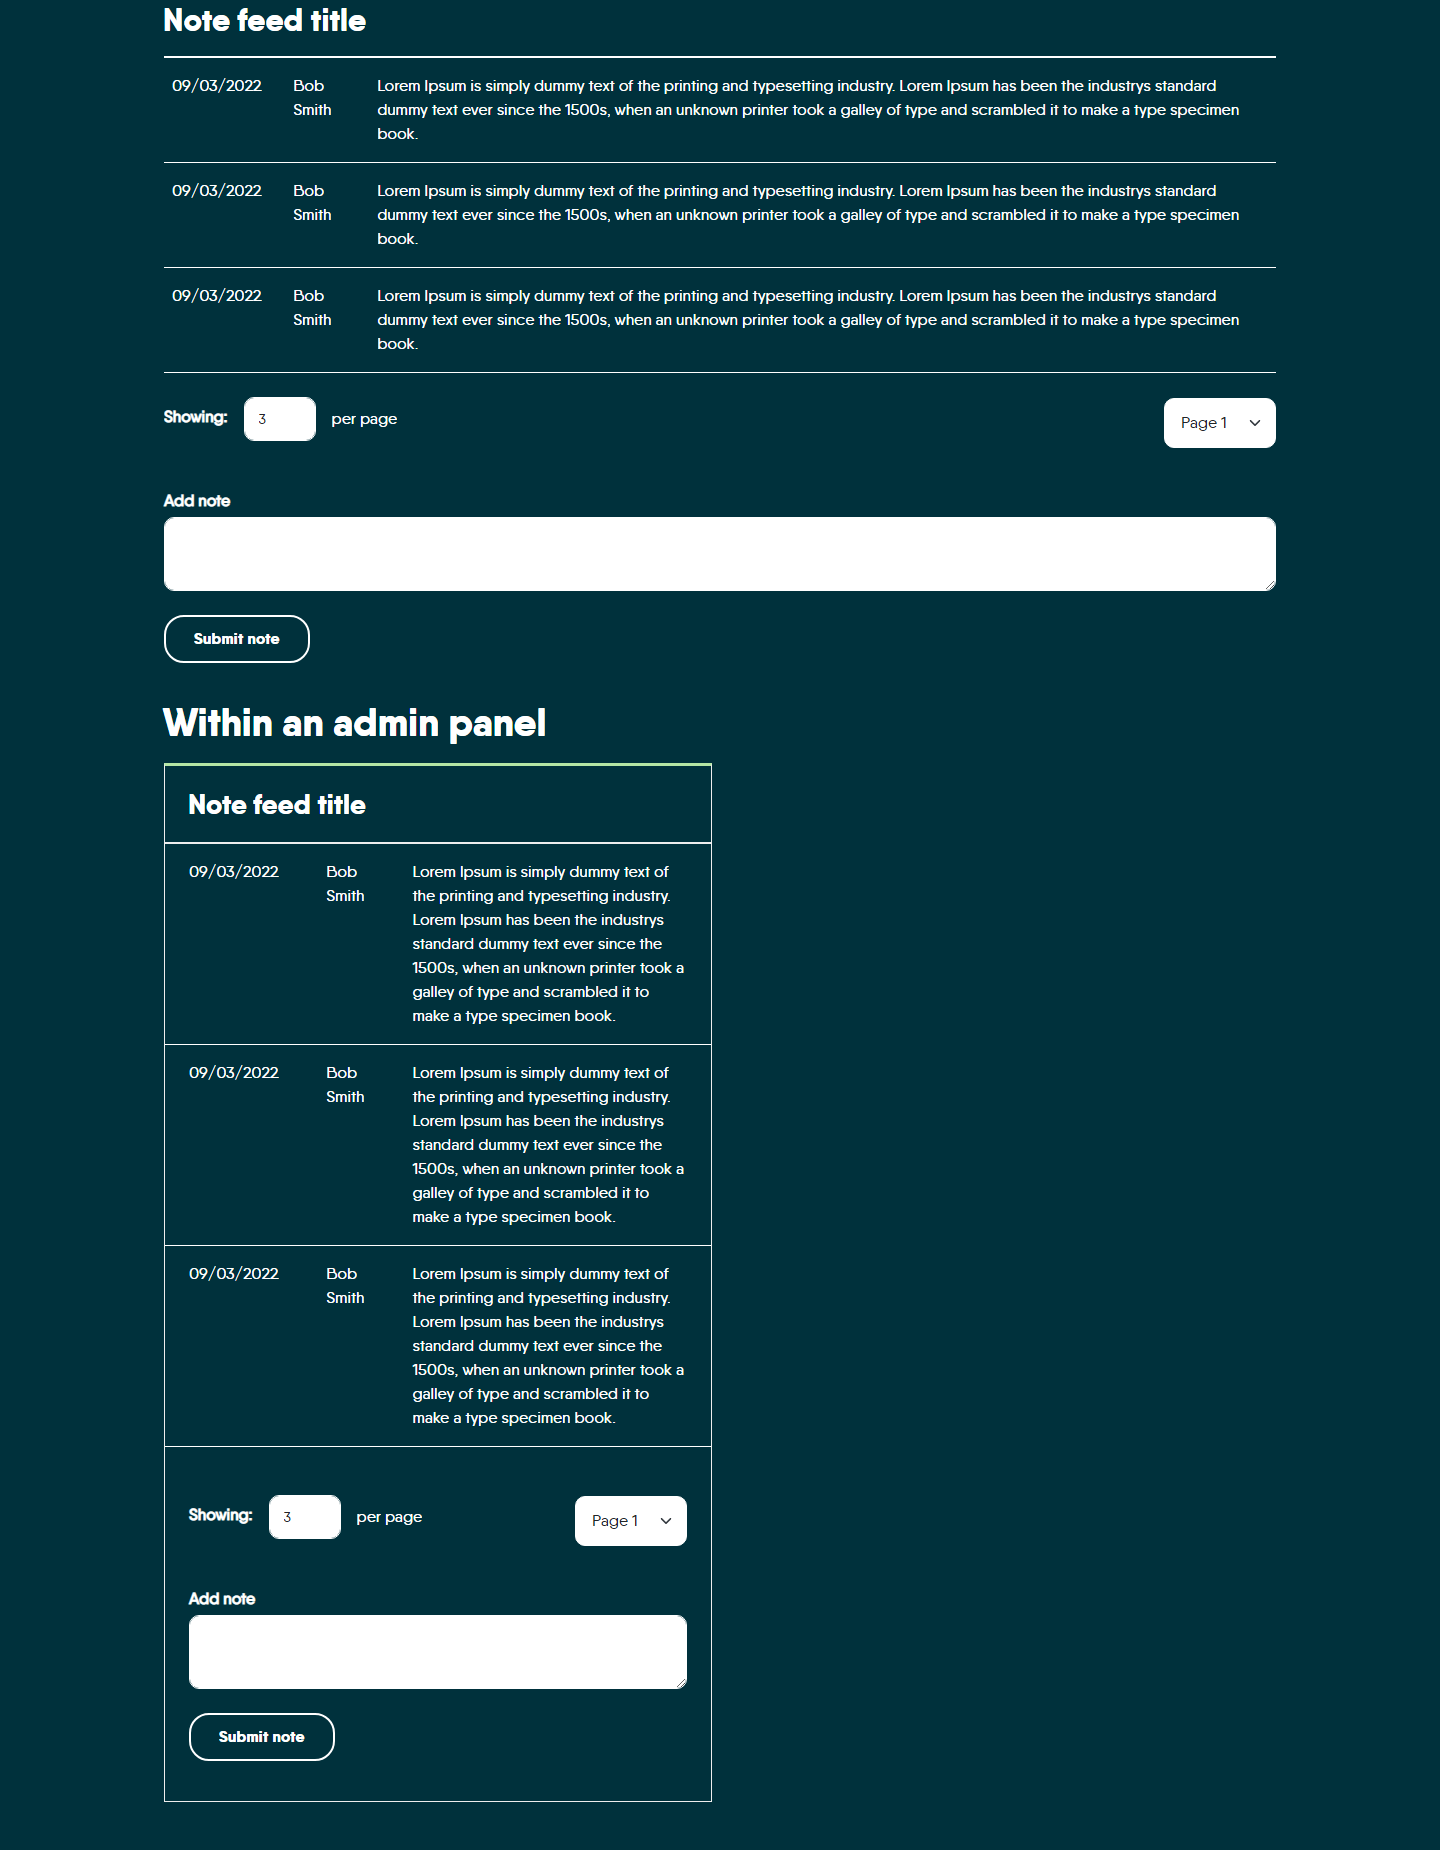 Note feed title
09/03/2022 Bob Lorem Ipsum is simply dummy text of the printing and typesetting industry. Lorem Ipsum has been the industrys standard
Smith dummy text ever since the 1500s, when an unknown printer took a galley of type and scrambled it to make a type specimen
book.
09/03/2022 Bob Lorem Ipsum is simply dummy text of the printing and typesetting industry. Lorem Ipsum has been the industrys standard
Smith dummy text ever since the 1500s, when an unknown printer took a galley of type and scrambled it to make a type specimen
book.
09/03/2022 Bob Lorem Ipsum is simply dummy text of the printing and typesetting industry. Lorem Ipsum has been the industrys standard
Smith dummy text ever since the 1500s, when an unknown printer took a galley of type and scrambled it to make a type specimen
book.
Showing: 3 per page Page 1
Add note
Submit note
Within an admin panel
Note feed title
09/03/2022 Bob Lorem Ipsum is simply dummy text of
Smith the printing and typesetting industry.
Lorem Ipsum has been the industrys
standard dummy text ever since the
1500s, when an unknown printer took a
galley of type and scrambled it to
make a type specimen book.
09/03/2022 Bob Lorem Ipsum is simply dummy text of
Smith the printing and typesetting industry.
Lorem Ipsum has been the industrys
standard dummy text ever since the
1500s, when an unknown printer took a
galley of type and scrambled it to
make a type specimen book.
09/03/2022 Bob Lorem Ipsum is simply dummy text of
Smith the printing and typesetting industry.
Lorem Ipsum has been the industrys
standard dummy text ever since the
1500s, when an unknown printer took a
galley of type and scrambled it to
make a type specimen book.
Showing: 3 per page Page 1
Add note
Submit note